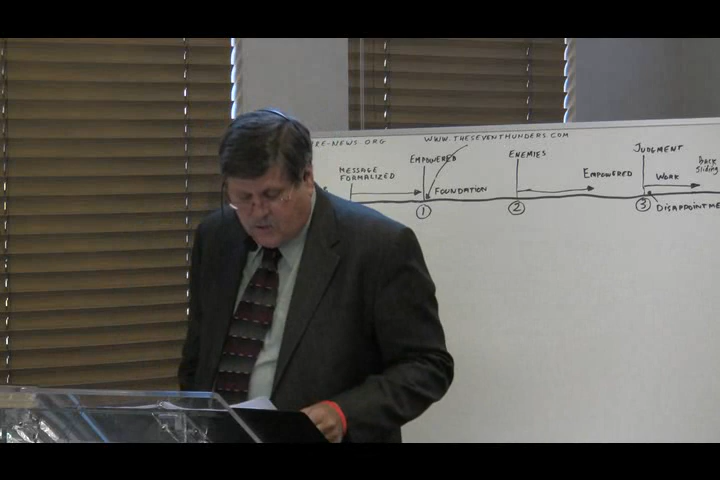 IRE-NEWS.ORG
WWW.THESEVENTHUNDERS.COM
MESSAGE
FORMALIZED
EMPOWERED
FOUNDATION
1
ENEMIES
EMPOWERED
2
JUDGMENT
WORK
BACK
SLIDING
DISAPPOINTME
3